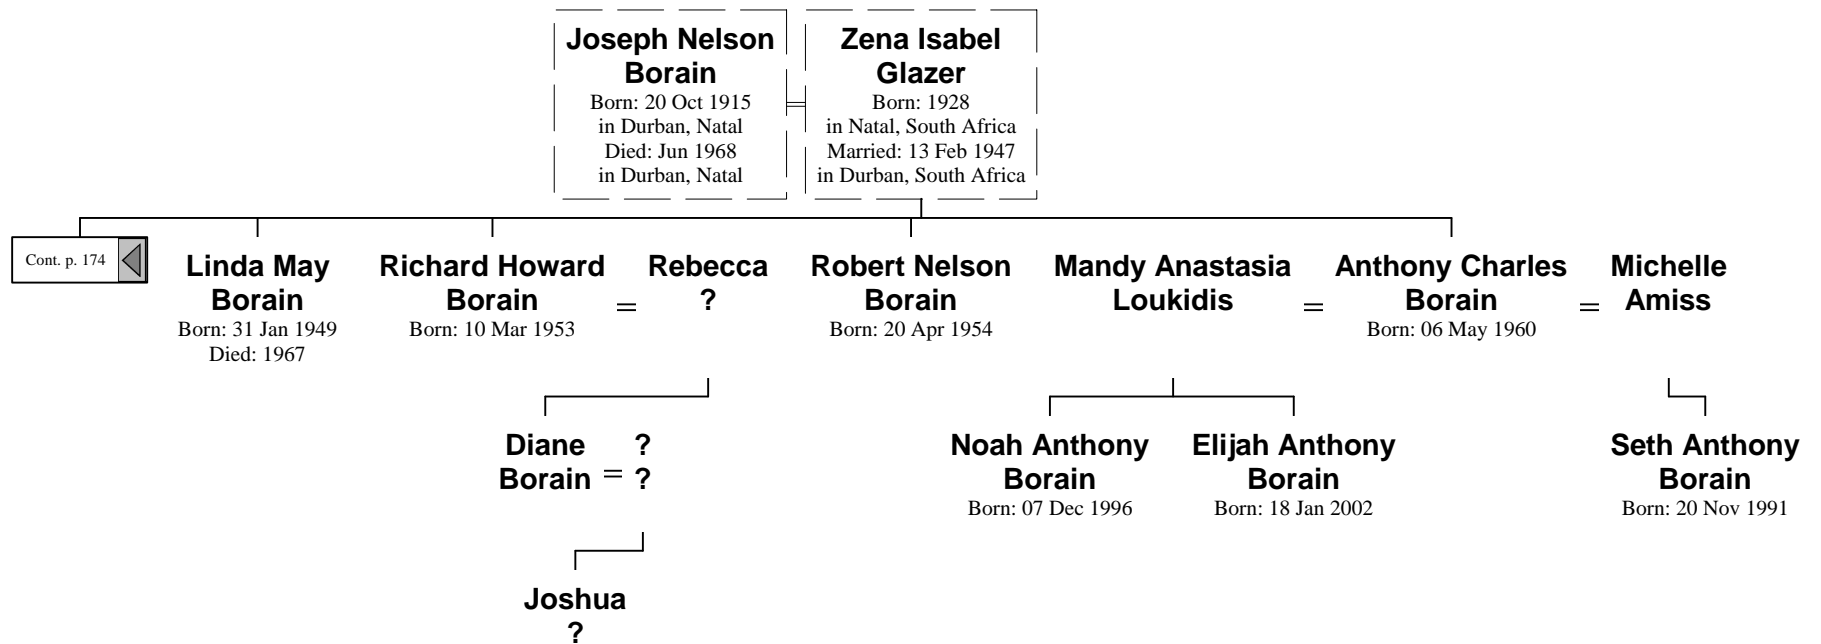 Joseph Nelson
Borain
Born: 20 Oct 1915
in Durban, Natal
Died: Jun 1968
in Durban, Natal
Zena Isabel
Glazer
Born: 1928
in Natal, South Africa
Married: 13 Feb 1947
in Durban, South Africa
Cont. p. 174
Linda May
Borain
Born: 31 Jan 1949
Died: 1967
Richard Howard
Borain
Born: 10 Mar 1953
=
Rebecca
?
Robert Nelson
Borain
Born: 20 Apr 1954
Mandy Anastasia
Loukidis
=
Anthony Charles
Borain
Born: 06 May 1960
=
Michelle
Amiss
Diane
Borain
=
?
?
Noah Anthony
Borain
Born: 07 Dec 1996
Elijah Anthony
Borain
Born: 18 Jan 2002
Seth Anthony
Borain
Born: 20 Nov 1991
Joshua
?